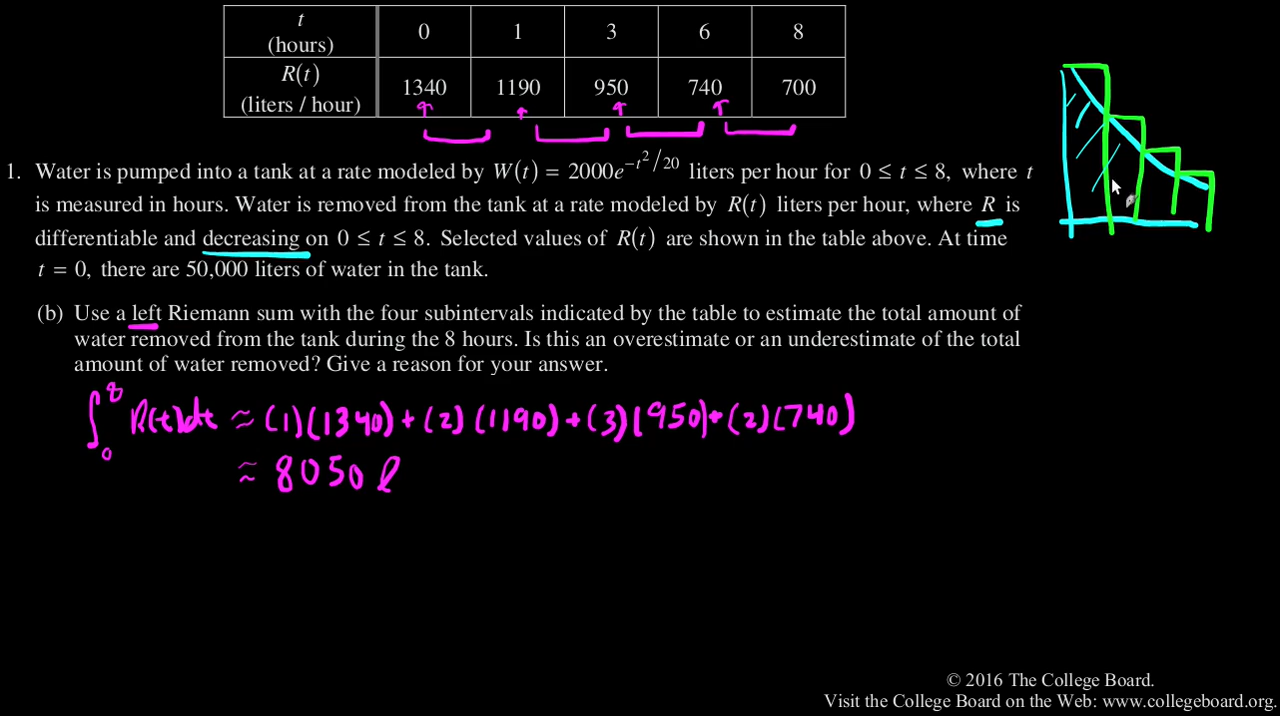 t (hours) 0 1 3 6 8
R(t) (liters / hour) 1340 1190 950 740 700
1. Water is pumped into a tank at a rate modeled by W(t) = 2000e^{-t^2/20} liters per hour for 0 ≤ t ≤ 8, where t
is measured in hours. Water is removed from the tank at a rate modeled by R(t) liters per hour, where R is
differentiable and decreasing on 0 ≤ t ≤ 8. Selected values of R(t) are shown in the table above. At time
t = 0, there are 50,000 liters of water in the tank.
(b) Use a left Riemann sum with the four subintervals indicated by the table to estimate the total amount of
water removed from the tank during the 8 hours. Is this an overestimate or an underestimate of the total
amount of water removed? Give a reason for your answer.
∫_0^8 R(t)dt ≈ (1)(1340)+(2)(1190)+(3)(950)+(2)(740)
≈ 8050 l
© 2016 The College Board.
Visit the College Board on the Web: www.collegeboard.org.